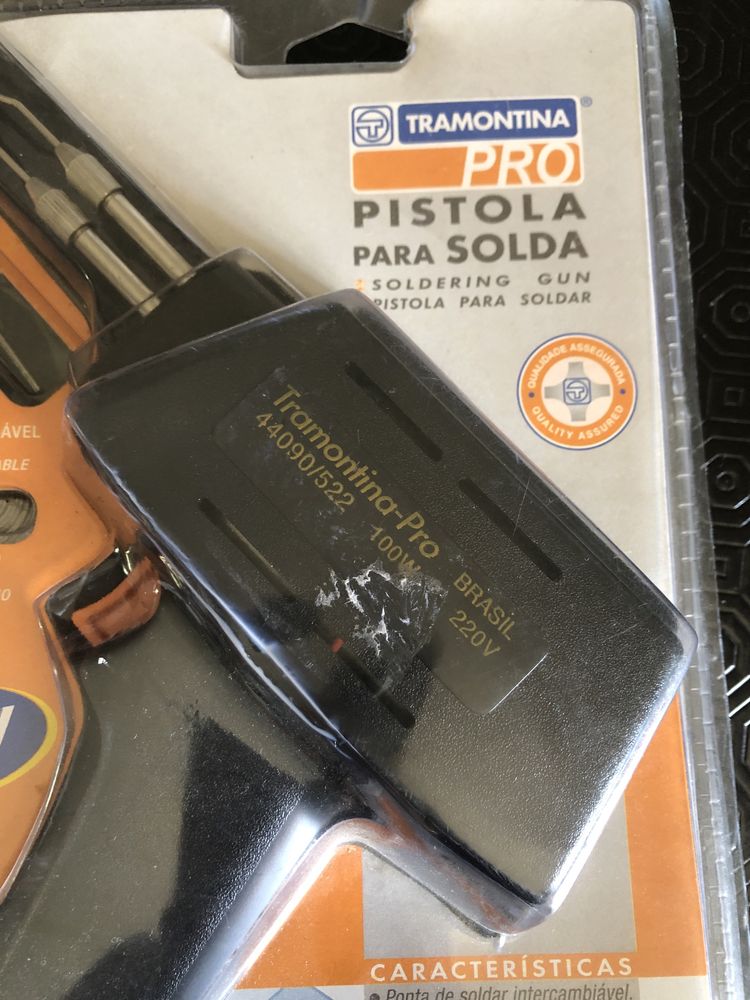 TRAMONTINA®
PRO
PISTOLA
PARA SOLDA
SOLDERING GUN
PISTOLA PARA SOLDAR
QUALIDADE ASSEGURADA
QUALITY ASSURED
Tramontina-Pro BRASIL
44090/522 100W 220V
CARACTERÍSTICAS
• Ponta de soldar intercambiável.